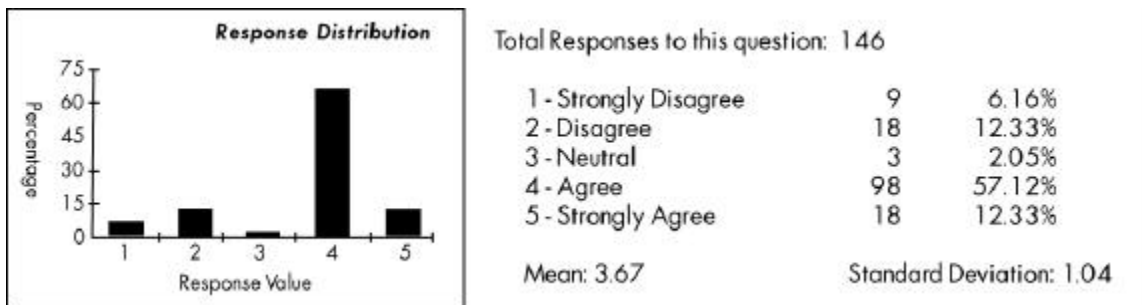 Response Distribution
75
60
45
30
15
0
Percentage
1 2 3 4 5
Response Value
Total Responses to this question: 146
1 - Strongly Disagree 9 6.16%
2 - Disagree 18 12.33%
3 - Neutral 3 2.05%
4 - Agree 98 57.12%
5 - Strongly Agree 18 12.33%
Mean: 3.67 Standard Deviation: 1.04